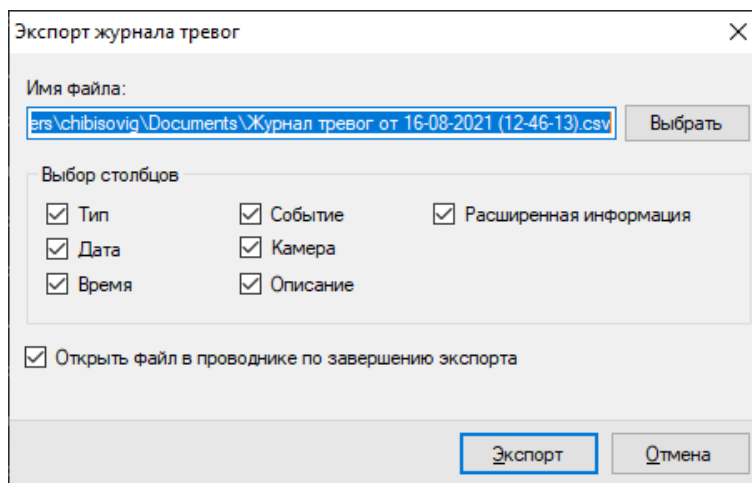 Экспорт журнала тревог
Имя файла:
ers\chibisovig\Documents\Журнал тревог от 16-08-2021 (12-46-13).csv Выбрать
Выбор столбцов
Тип Событие Расширенная информация
Дата Камера
Время Описание
Открыть файл в проводнике по завершению экспорта
Экспорт Отмена